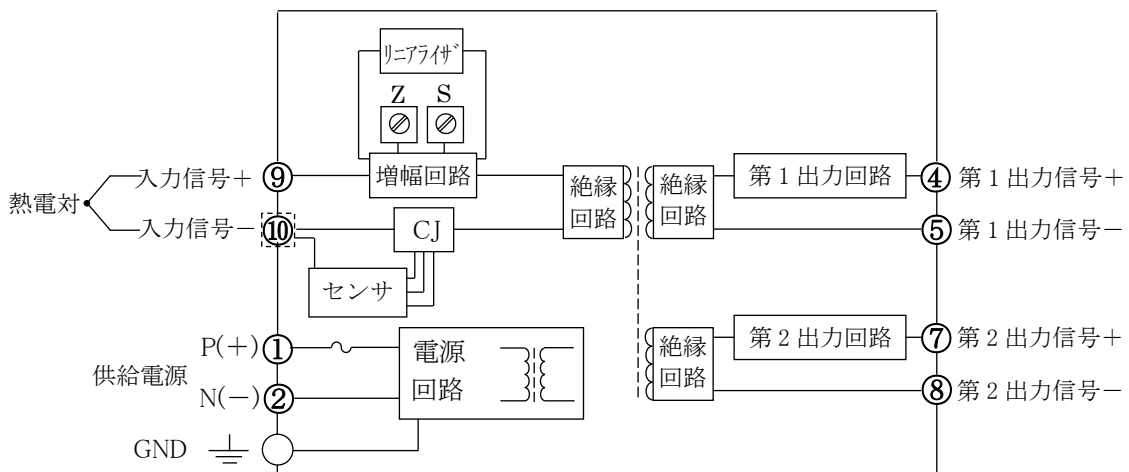 リニアライザ
Z S
入力信号+ ⑨ 増幅回路 絶縁回路 絶縁回路 第1出力回路 ④ 第1出力信号+
熱電対
入力信号− ⑩ CJ ⑤ 第1出力信号−
センサ
P(+) ① 電源回路 絶縁回路 第2出力回路 ⑦ 第2出力信号+
供給電源
N(−) ② ⑧ 第2出力信号−
GND